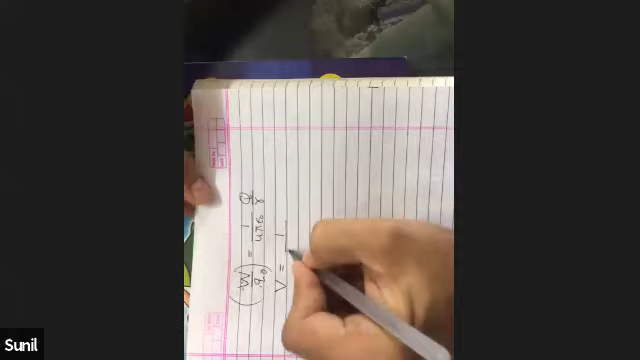 (W/q₀) = 1/4πε₀ Q/r
V = 1
Sunil